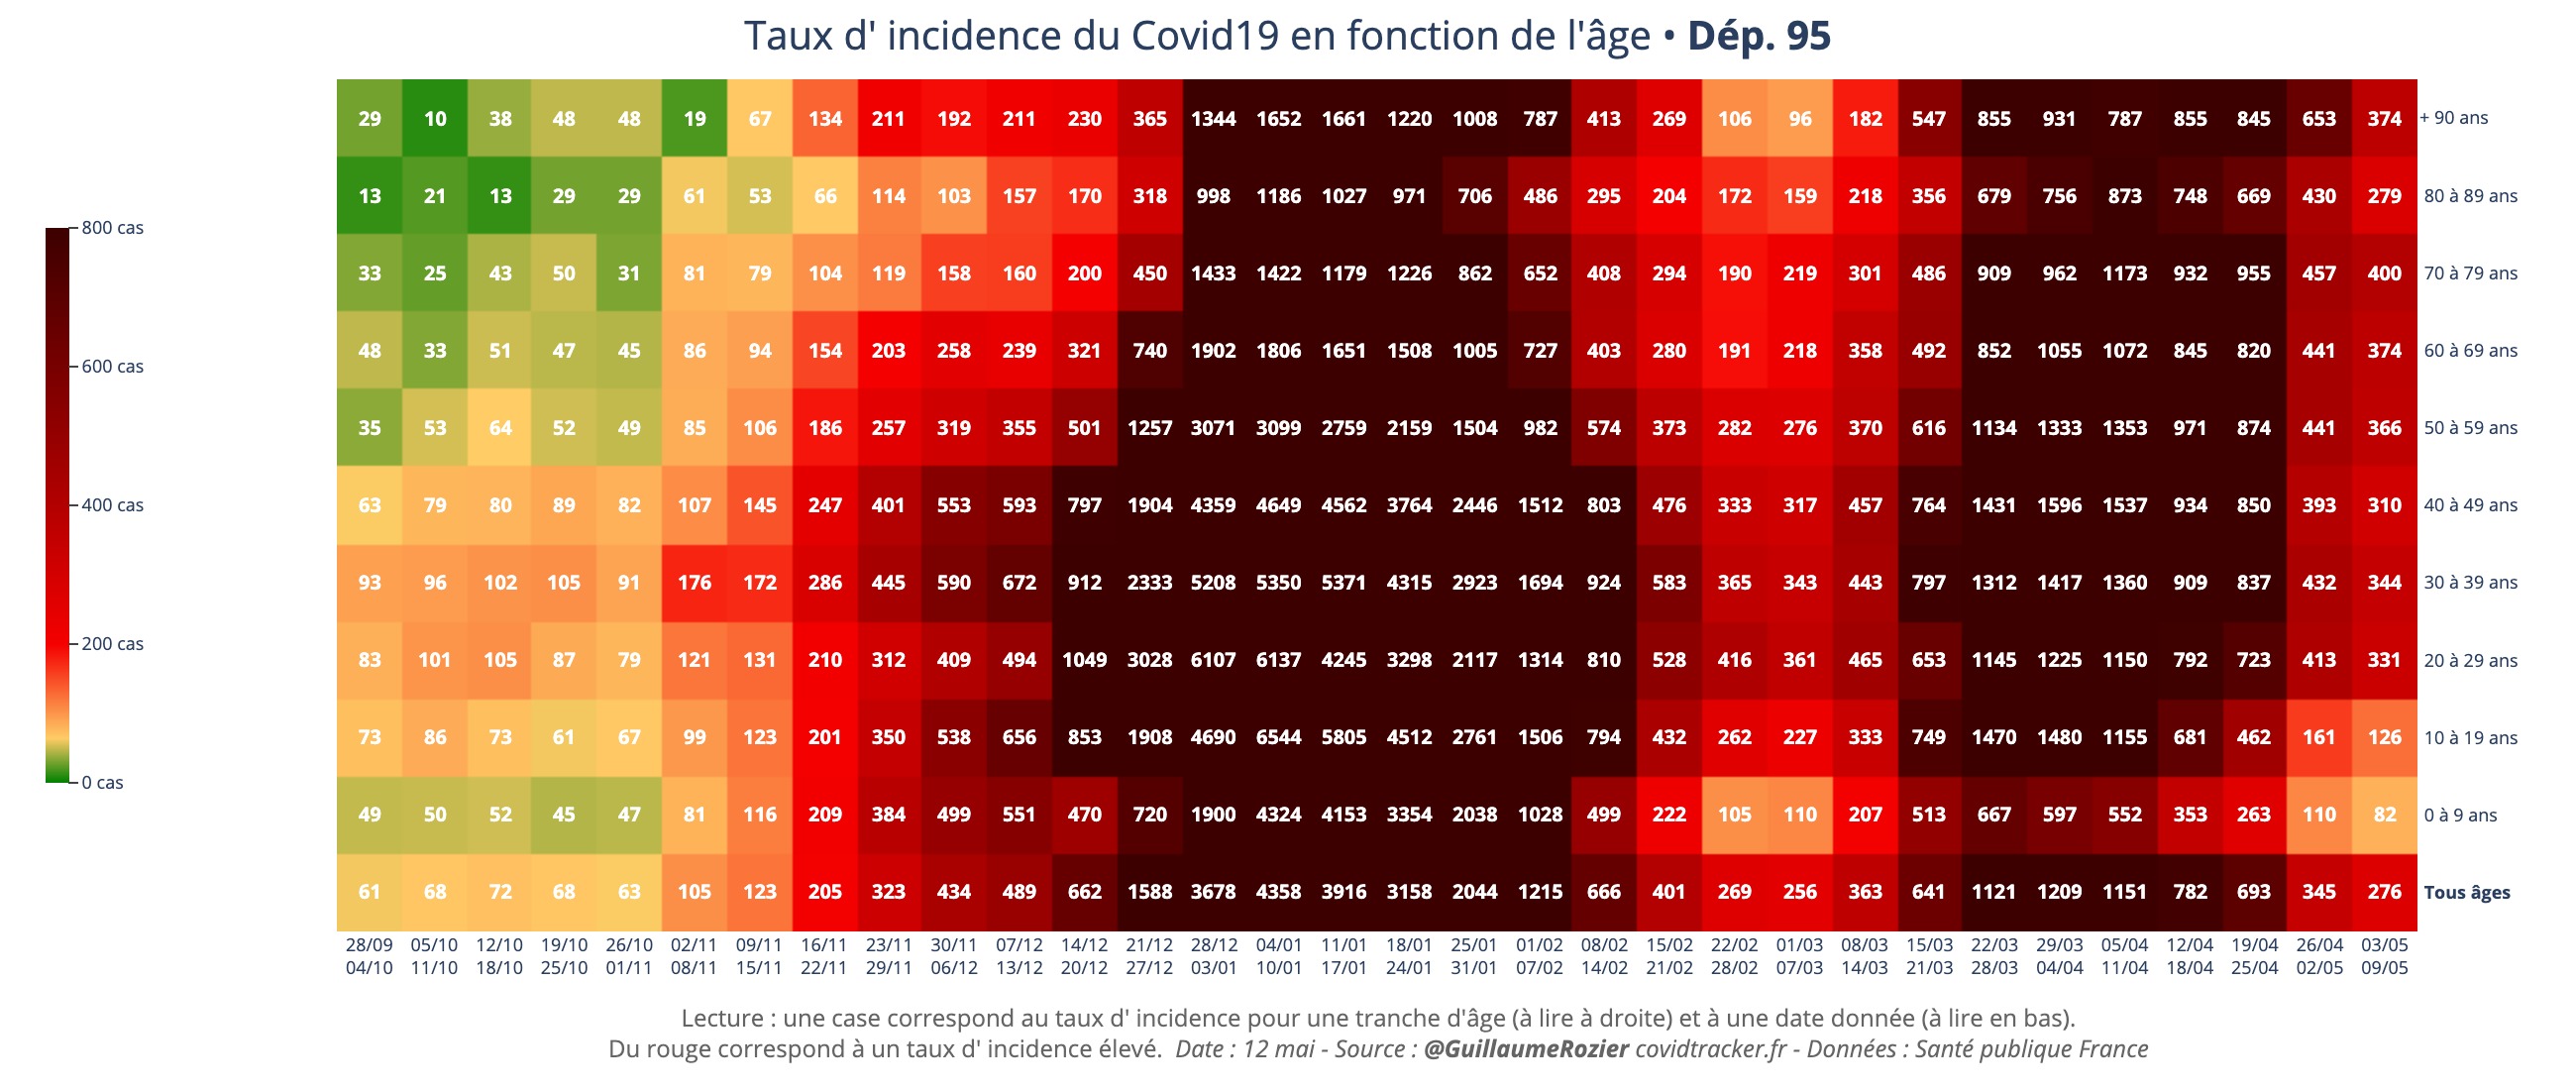 Taux d' incidence du Covid19 en fonction de l'âge • Dép. 95
29 10 38 48 48 19 67 134 211 192 211 230 365 1344 1652 1661 1220 1008 787 413 269 106 96 182 547 855 931 787 855 845 653 374 + 90 ans
13 21 13 29 29 61 53 66 114 103 157 170 318 998 1186 1027 971 706 486 295 204 172 159 218 356 679 756 873 748 669 430 279 80 à 89 ans
800 cas
33 25 43 50 31 81 79 104 119 158 160 200 450 1433 1422 1179 1226 862 652 408 294 190 219 301 486 909 962 1173 932 955 457 400 70 à 79 ans
48 33 51 47 45 86 94 154 203 258 239 321 740 1902 1806 1651 1508 1005 727 403 280 191 218 358 492 852 1055 1072 845 820 441 374 60 à 69 ans
600 cas
35 53 64 52 49 85 106 186 257 319 355 501 1257 3071 3099 2759 2159 1504 982 574 373 282 276 370 616 1134 1333 1353 971 874 441 366 50 à 59 ans
400 cas
63 79 80 89 82 107 145 247 401 553 593 797 1904 4359 4649 4562 3764 2446 1512 803 476 333 317 457 764 1431 1596 1537 934 850 393 310 40 à 49 ans
93 96 102 105 91 176 172 286 445 590 672 912 2333 5208 5350 5371 4315 2923 1694 924 583 365 343 443 797 1312 1417 1360 909 837 432 344 30 à 39 ans
200 cas
83 101 105 87 79 121 131 210 312 409 494 1049 3028 6107 6137 4245 3298 2117 1314 810 528 416 361 465 653 1145 1225 1150 792 723 413 331 20 à 29 ans
73 86 73 61 67 99 123 201 350 538 656 853 1908 4690 6544 5805 4512 2761 1506 794 432 262 227 333 749 1470 1480 1155 681 462 161 126 10 à 19 ans
0 cas
49 50 52 45 47 81 116 209 384 499 551 470 720 1900 4324 4153 3354 2038 1028 499 222 105 110 207 513 667 597 552 353 263 110 82 0 à 9 ans
61 68 72 68 63 105 123 205 323 434 489 662 1588 3678 4358 3916 3158 2044 1215 666 401 269 256 363 641 1121 1209 1151 782 693 345 276 Tous âges
28/09 05/10 12/10 19/10 26/10 02/11 09/11 16/11 23/11 30/11 07/12 14/12 21/12 28/12 04/01 11/01 18/01 25/01 01/02 08/02 15/02 22/02 01/03 08/03 15/03 22/03 29/03 05/04 12/04 19/04 26/04 03/05
04/10 11/10 18/10 25/10 01/11 08/11 15/11 22/11 29/11 06/12 13/12 20/12 27/12 03/01 10/01 17/01 24/01 31/01 07/02 14/02 21/02 28/02 07/03 14/03 21/03 28/03 04/04 11/04 18/04 25/04 02/05 09/05
Lecture : une case correspond au taux d' incidence pour une tranche d'âge (à lire à droite) et à une date donnée (à lire en bas).
Du rouge correspond à un taux d' incidence élevé. Date : 12 mai - Source : @GuillaumeRozier covidtracker.fr - Données : Santé publique France